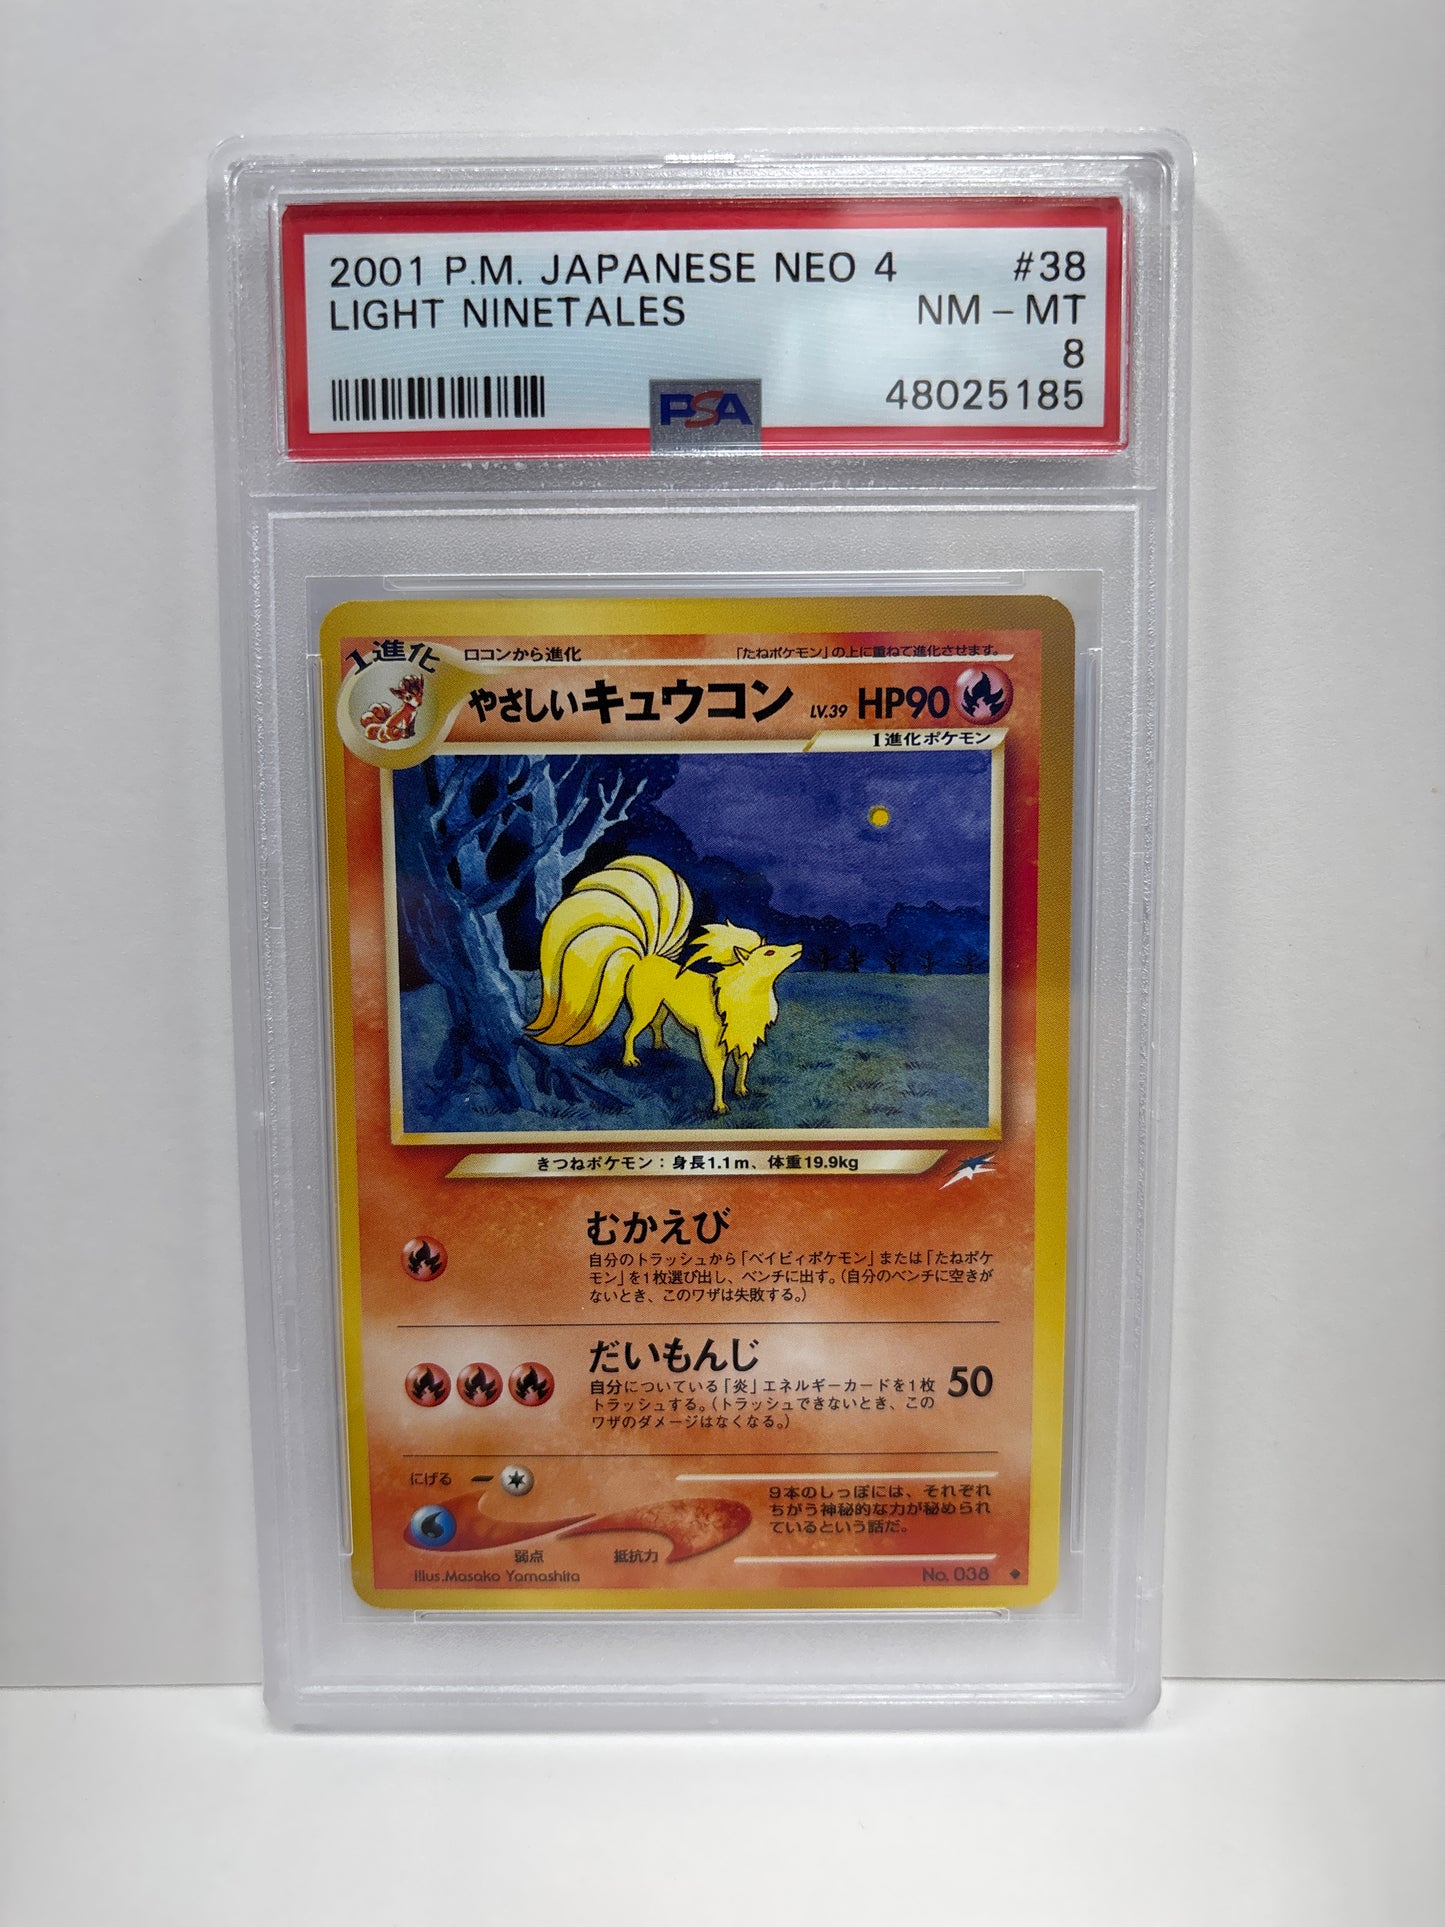 2001 P.M. JAPANESE NEO 4 #38
LIGHT NINETALES NM - MT
8
PSA 48025185
1進化 ロコンから進化 「たねポケモン」の上に重ねて進化させます。
やさしいキュウコン LV.39 HP90
1進化ポケモン
きつねポケモン：身長1.1m、体重19.9kg
むかえび
自分のトラッシュから「ベイビィポケモン」または「たねポケ
モン」を1枚選び出し、ベンチに出す。（自分のベンチに空きが
ないとき、このワザは失敗する。）
だいもんじ
自分についている「炎」エネルギーカードを1枚 50
トラッシュする。（トラッシュできないとき、この
ワザのダメージはなくなる。）
にげる
9本のしっぽには、それぞれ
ちがう神秘的な力が秘められ
ているという話だ。
弱点 抵抗力
Illus.Masako Yamashita No. 038